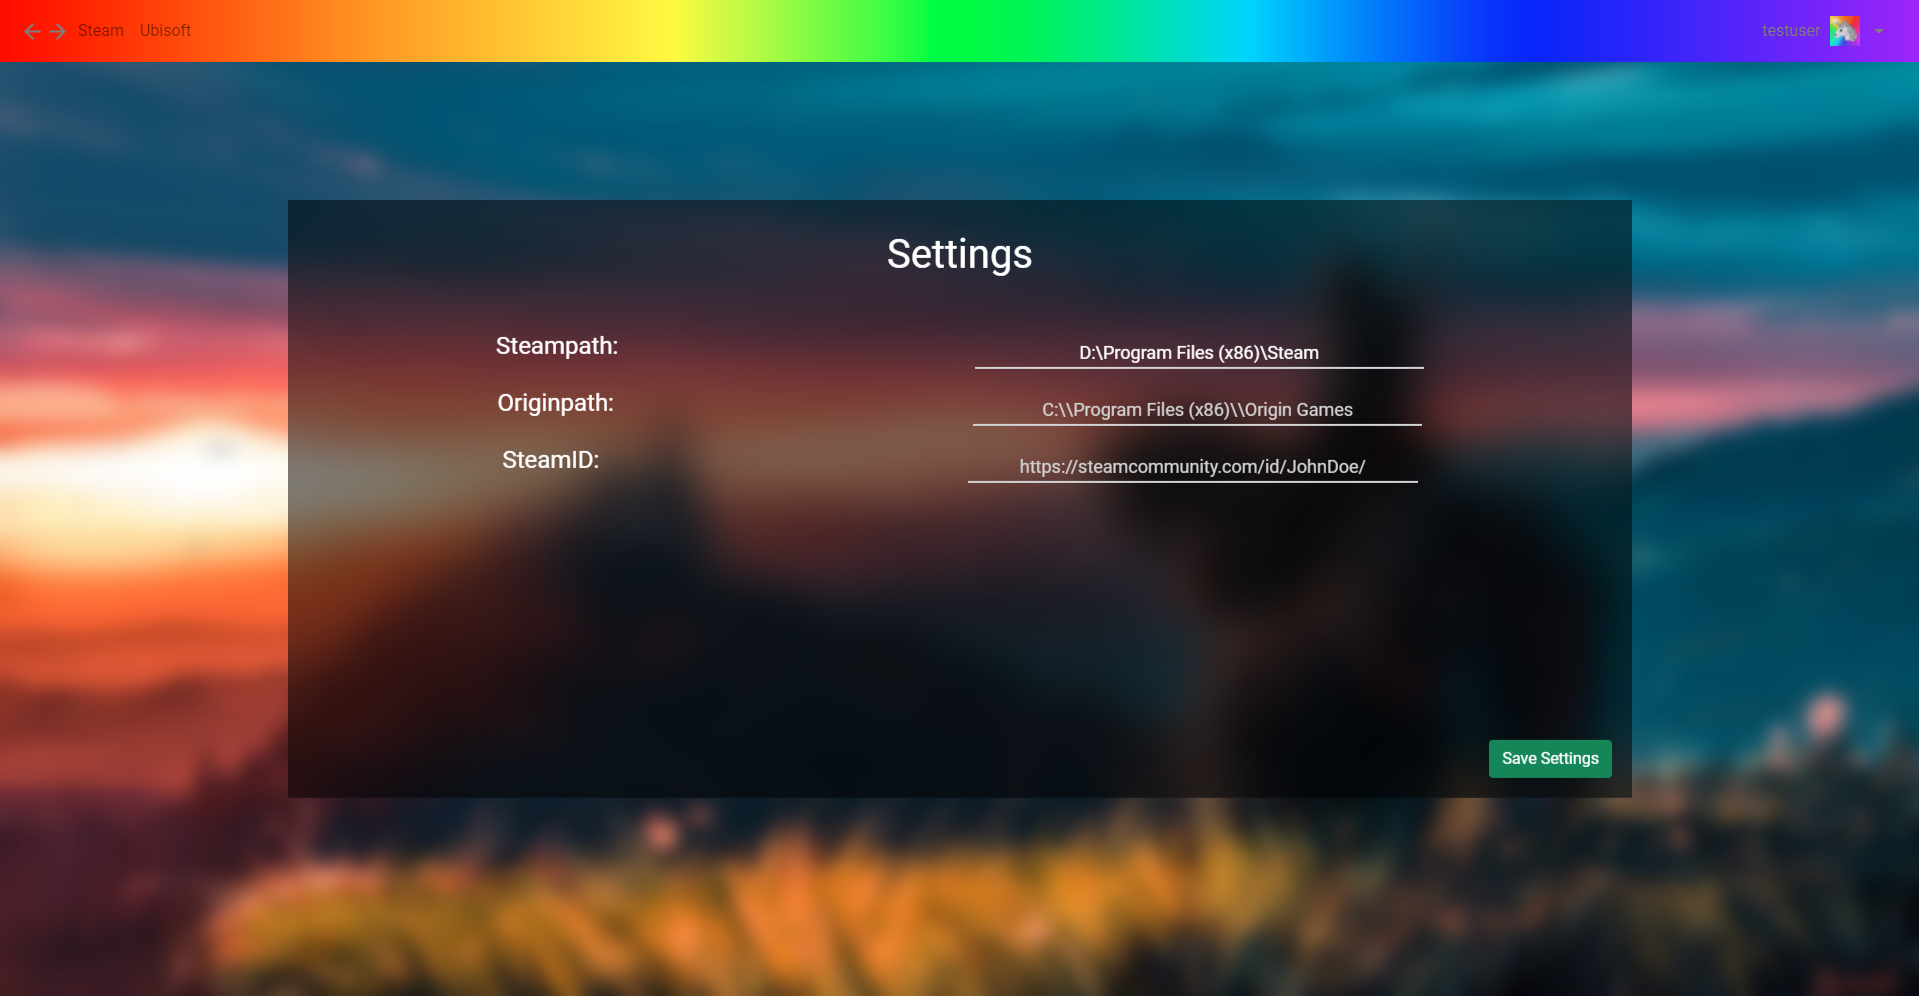 Steam Ubisoft testuser
Settings
Steampath: D:\Program Files (x86)\Steam
Originpath: C:\\Program Files (x86)\\Origin Games
SteamID: https://steamcommunity.com/id/JohnDoe/
Save Settings